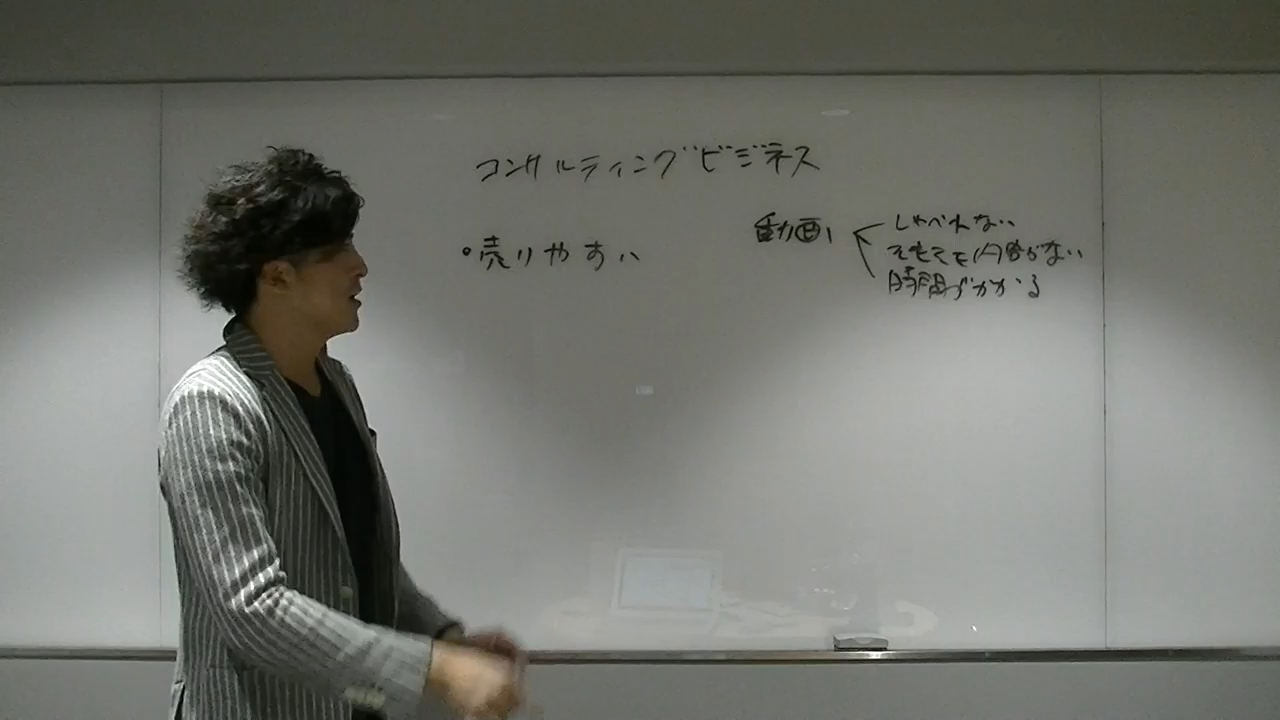 コンサルティングビジネス
・売りやすい
動画
しゃべれない
そもそも内容がない
時間がかかる